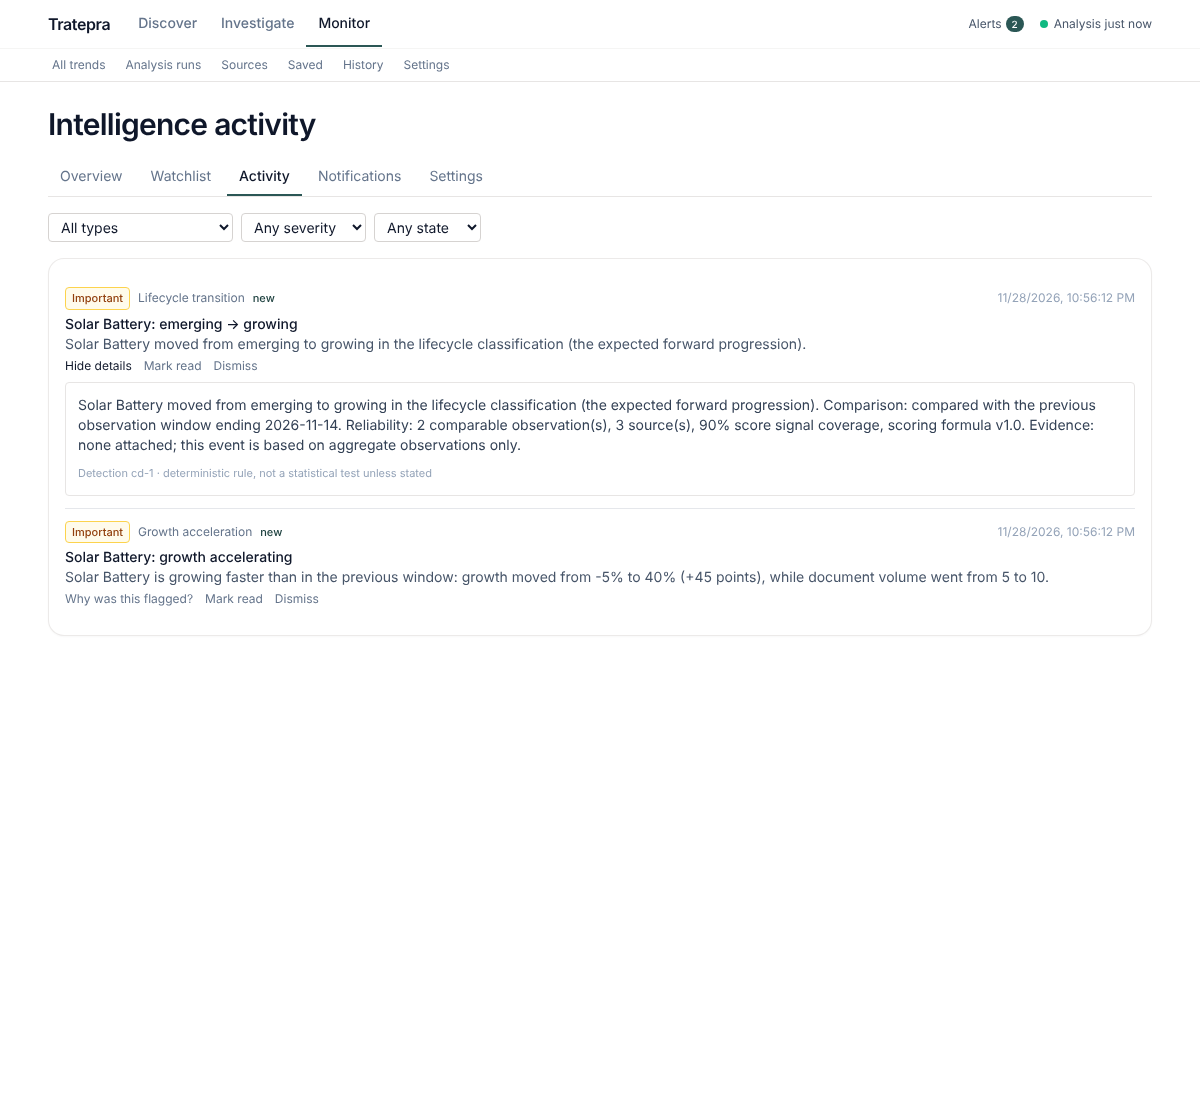 Tratepra Discover Investigate Monitor Alerts 2 Analysis just now
All trends Analysis runs Sources Saved History Settings
Intelligence activity
Overview Watchlist Activity Notifications Settings
All types Any severity Any state
Important Lifecycle transition new 11/28/2026, 10:56:12 PM
Solar Battery: emerging → growing
Solar Battery moved from emerging to growing in the lifecycle classification (the expected forward progression).
Hide details Mark read Dismiss
Solar Battery moved from emerging to growing in the lifecycle classification (the expected forward progression). Comparison: compared with the previous
observation window ending 2026-11-14. Reliability: 2 comparable observation(s), 3 source(s), 90% score signal coverage, scoring formula v1.0. Evidence:
none attached; this event is based on aggregate observations only.
Detection cd-1 · deterministic rule, not a statistical test unless stated
Important Growth acceleration new 11/28/2026, 10:56:12 PM
Solar Battery: growth accelerating
Solar Battery is growing faster than in the previous window: growth moved from -5% to 40% (+45 points), while document volume went from 5 to 10.
Why was this flagged? Mark read Dismiss